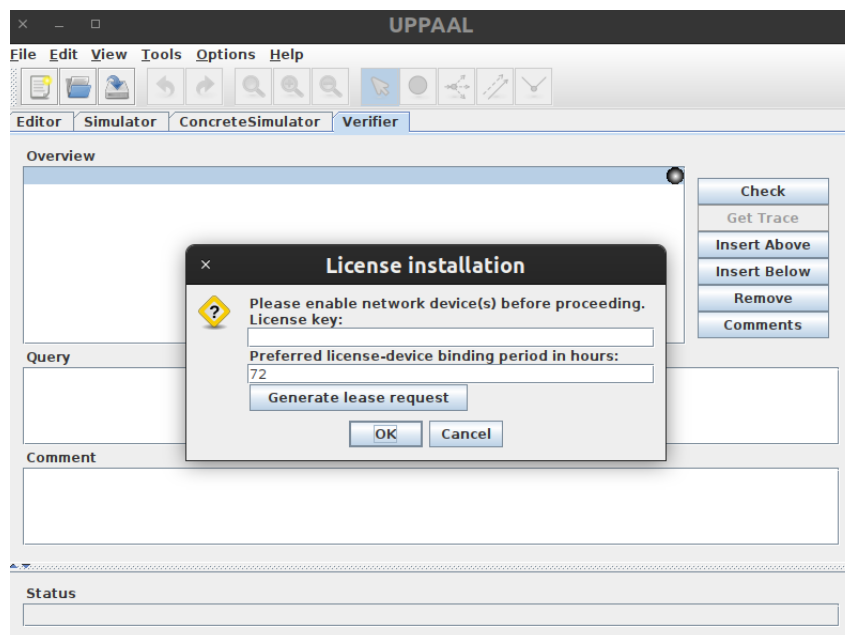 UPPAAL
File Edit View Tools Options Help
Editor Simulator ConcreteSimulator Verifier
Overview
Check
Get Trace
Insert Above
Insert Below
Remove
Comments
License installation
Please enable network device(s) before proceeding.
License key:
Preferred license-device binding period in hours:
72
Generate lease request
OK Cancel
Query
Comment
Status